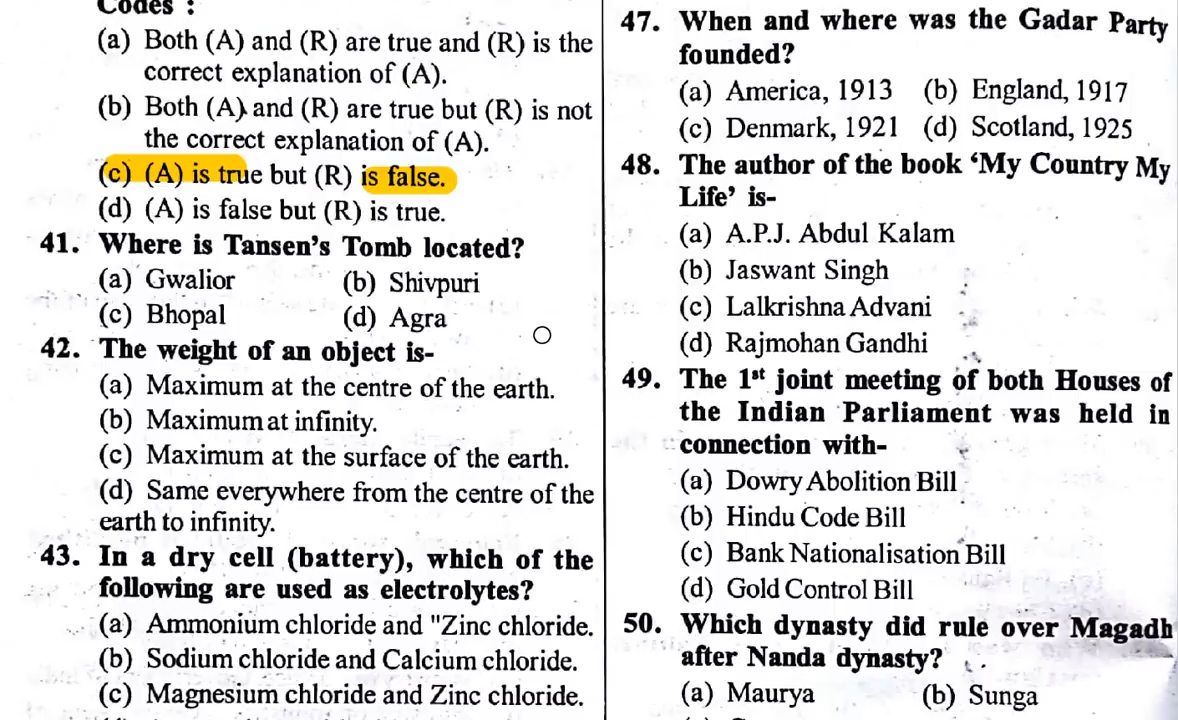 Codes :
(a) Both (A) and (R) are true and (R) is the
correct explanation of (A).
(b) Both (A) and (R) are true but (R) is not
the correct explanation of (A).
(c) (A) is true but (R) is false.
(d) (A) is false but (R) is true.
41. Where is Tansen's Tomb located?
(a) Gwalior (b) Shivpuri
(c) Bhopal (d) Agra
42. The weight of an object is-
(a) Maximum at the centre of the earth.
(b) Maximum at infinity.
(c) Maximum at the surface of the earth.
(d) Same everywhere from the centre of the
earth to infinity.
43. In a dry cell (battery), which of the
following are used as electrolytes?
(a) Ammonium chloride and "Zinc chloride.
(b) Sodium chloride and Calcium chloride.
(c) Magnesium chloride and Zinc chloride.
47. When and where was the Gadar Party
founded?
(a) America, 1913 (b) England, 1917
(c) Denmark, 1921 (d) Scotland, 1925
48. The author of the book 'My Country My
Life' is-
(a) A.P.J. Abdul Kalam
(b) Jaswant Singh
(c) Lalkrishna Advani
(d) Rajmohan Gandhi
49. The 1st joint meeting of both Houses of
the Indian Parliament was held in
connection with-
(a) Dowry Abolition Bill
(b) Hindu Code Bill
(c) Bank Nationalisation Bill
(d) Gold Control Bill
50. Which dynasty did rule over Magadh
after Nanda dynasty?
(a) Maurya (b) Sunga